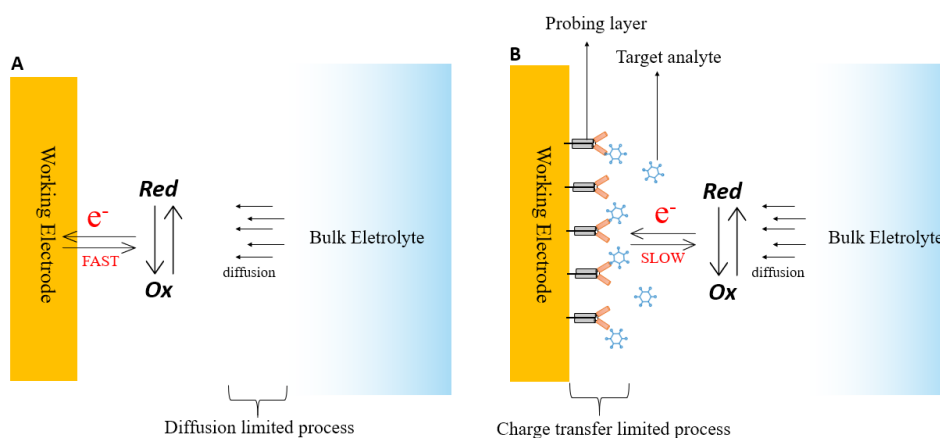 A
Working Electrode
Red
e-
FAST
Ox
diffusion
Bulk Eletrolyte
Diffusion limited process
Probing layer
B
Target analyte
Working Electrode
Red
e-
SLOW
Ox
diffusion
Bulk Eletrolyte
Charge transfer limited process